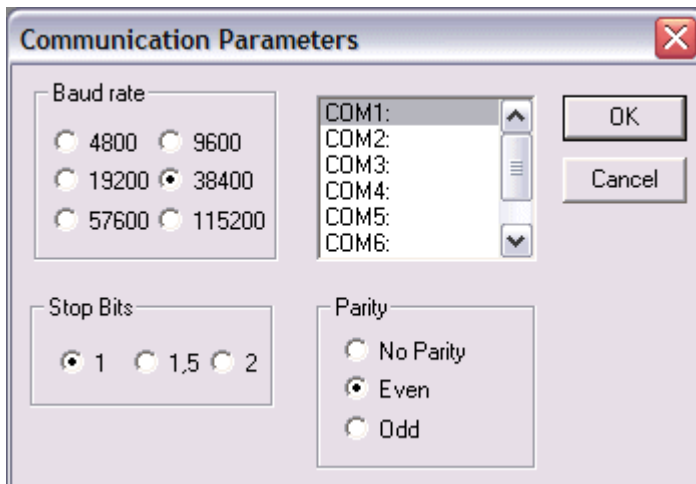 Communication Parameters
Baud rate
4800 9600
19200 38400
57600 115200
COM1:
COM2:
COM3:
COM4:
COM5:
COM6:
OK
Cancel
Stop Bits
1 1,5 2
Parity
No Parity
Even
Odd